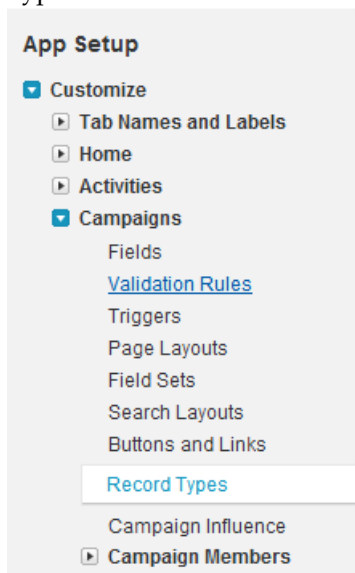 App Setup
Customize
Tab Names and Labels
Home
Activities
Campaigns
Fields
Validation Rules
Triggers
Page Layouts
Field Sets
Search Layouts
Buttons and Links
Record Types
Campaign Influence
Campaign Members